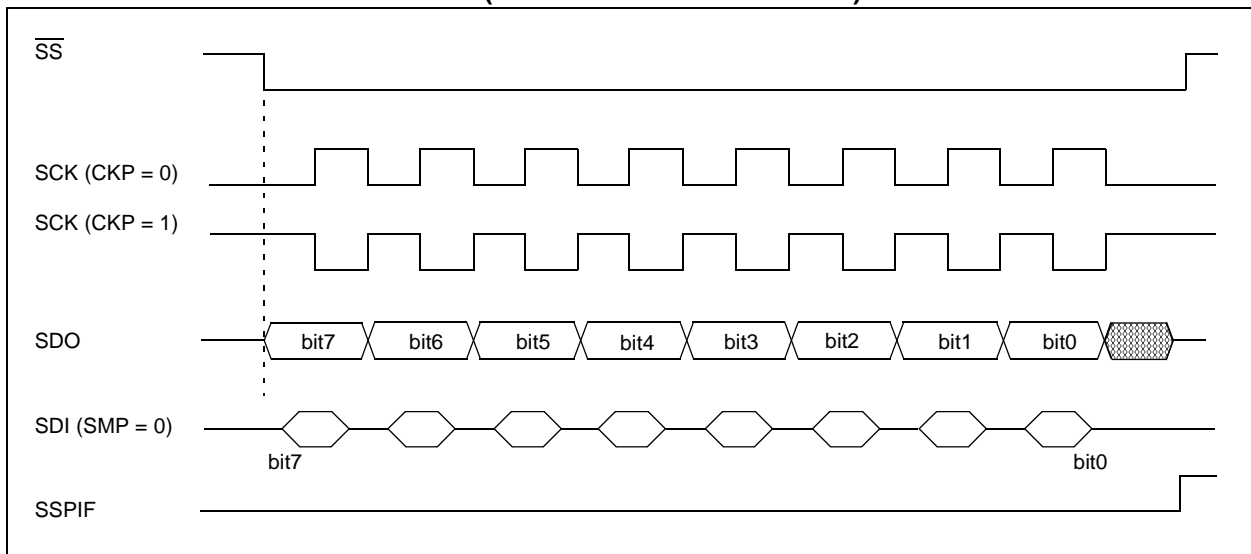 SS
SCK (CKP = 0)
SCK (CKP = 1)
SDO
bit7 bit6 bit5 bit4 bit3 bit2 bit1 bit0
SDI (SMP = 0)
bit7 bit0
SSPIF